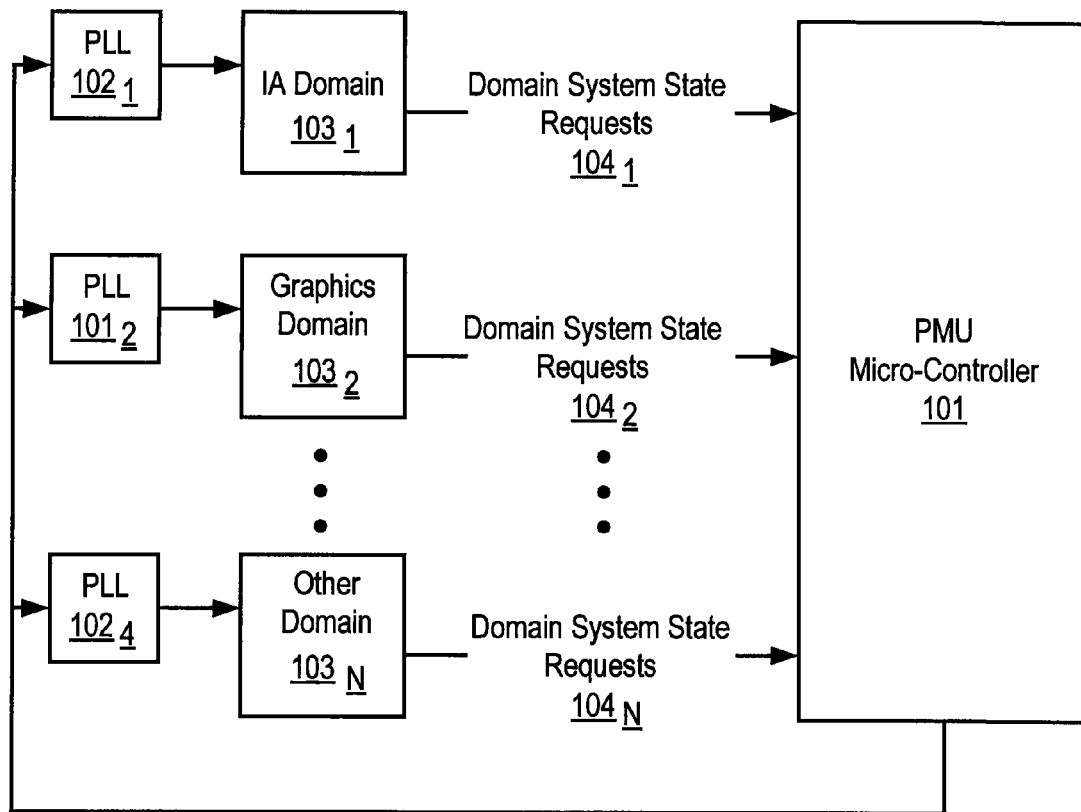 PLL
102 1
IA Domain
103 1
Domain System State
Requests
104 1
PLL
101 2
Graphics
Domain
103 2
Domain System State
Requests
104 2
PMU
Micro-Controller
101
PLL
102 4
Other
Domain
103 N
Domain System State
Requests
104 N